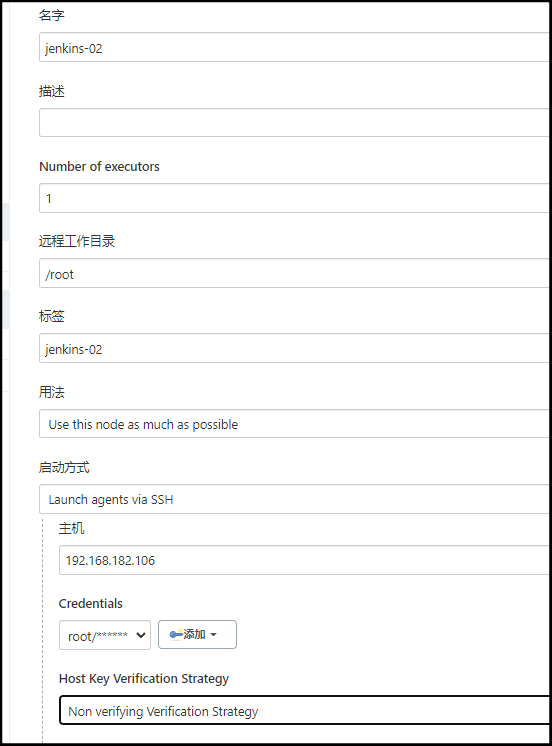 名字
jenkins-02
描述
Number of executors
1
远程工作目录
/root
标签
jenkins-02
用法
Use this node as much as possible
启动方式
Launch agents via SSH
主机
192.168.182.106
Credentials
root/****** 添加
Host Key Verification Strategy
Non verifying Verification Strategy